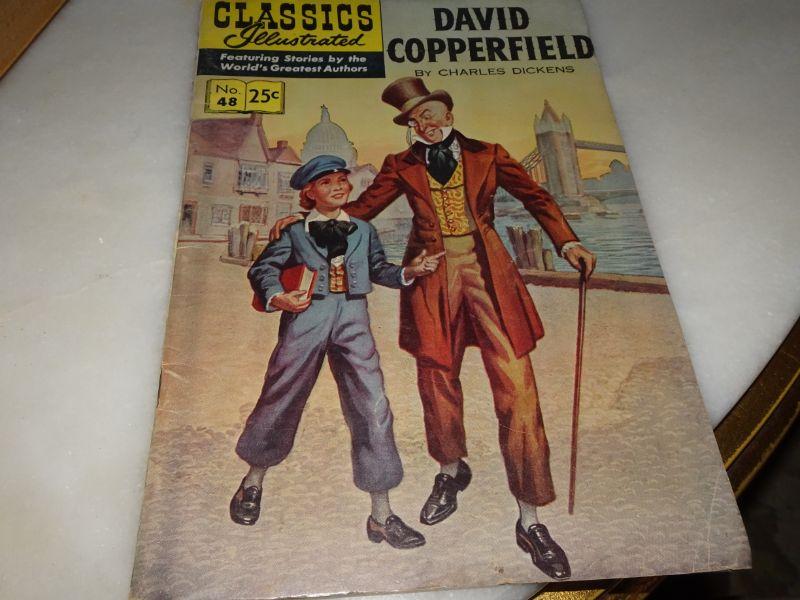 CLASSICS
Illustrated
Featuring Stories by the
World's Greatest Authors
No.
48
25c
DAVID
COPPERFIELD
BY CHARLES DICKENS